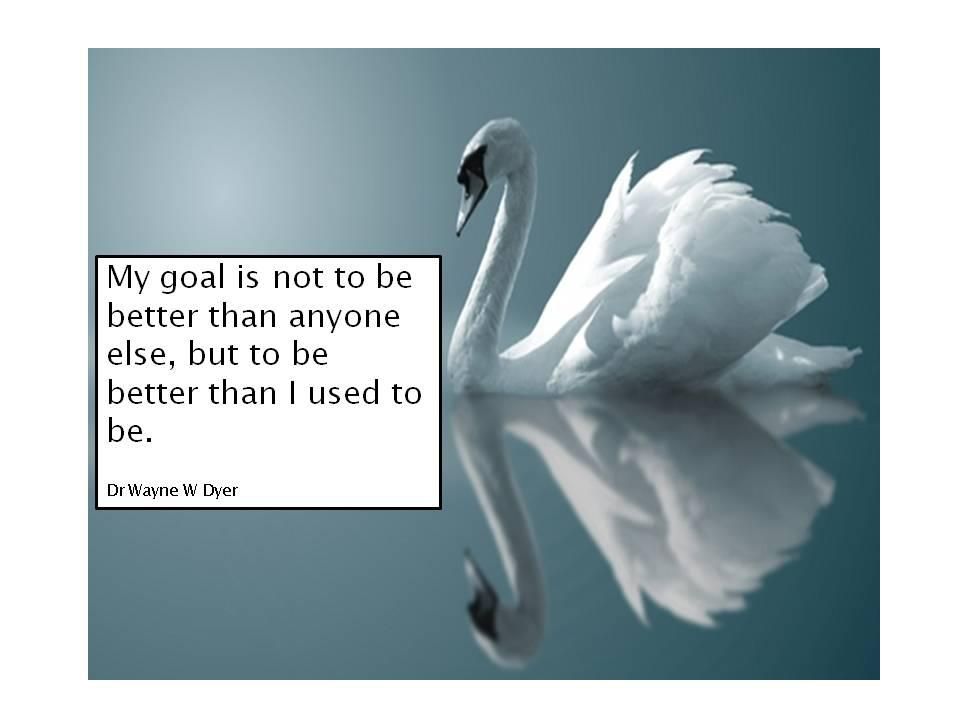 My goal is not to be
better than anyone
else, but to be
better than I used to
be.
Dr Wayne W Dyer